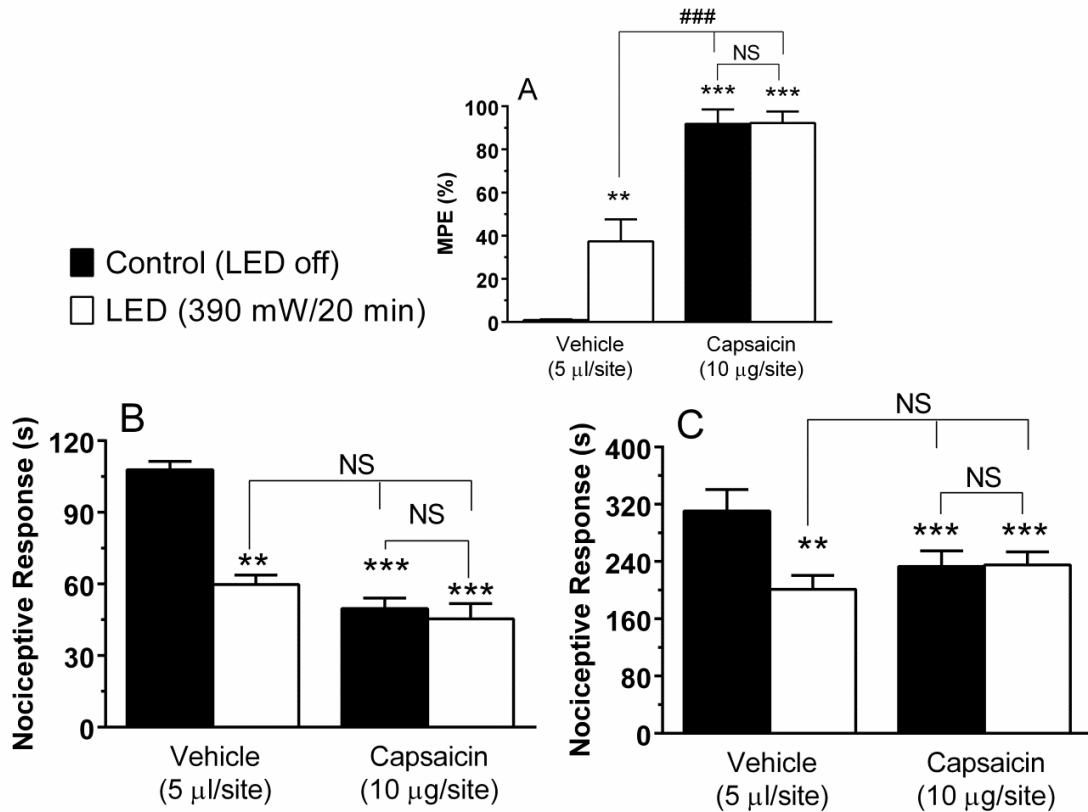 ###
NS
A
*** ***
100
80
60
40
20
0
MPE (%)
**
Vehicle
(5 μl/site)
Capsaicin
(10 μg/site)
Control (LED off)
LED (390 mW/20 min)
B
Nociceptive Response (s)
120
90
60
30
0
NS
NS
**
***
***
Vehicle
(5 μl/site)
Capsaicin
(10 μg/site)
C
Nociceptive Response (s)
400
320
240
160
80
0
NS
NS
**
***
***
Vehicle
(5 μl/site)
Capsaicin
(10 μg/site)